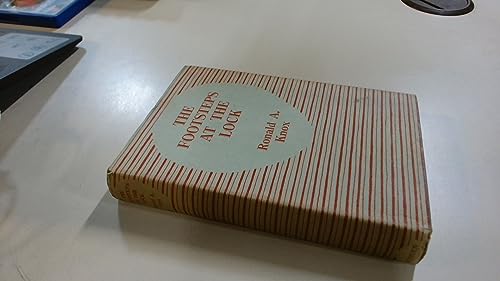 THE
FOOTSTEPS
AT THE
LOCK
Ronald A.
Knox